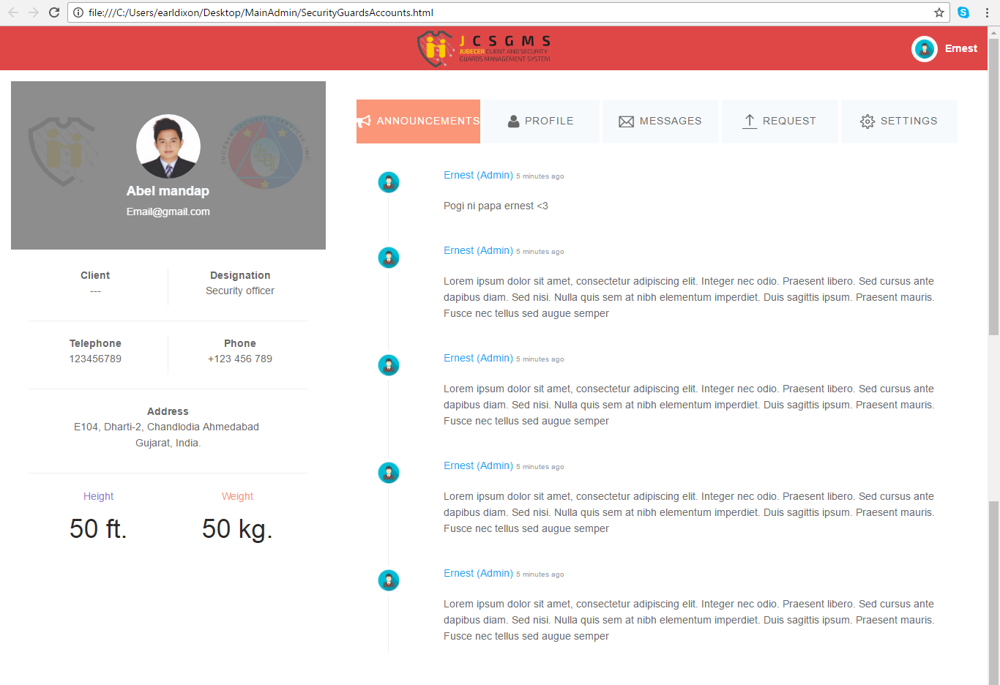 file:///C:/Users/earldixon/Desktop/MainAdmin/SecurityGuardsAccounts.html
J C S G M S
JUBECER CLIENT AND SECURITY
GUARDS MANAGEMENT SYSTEM
Ernest
Abel mandap
Email@gmail.com
Client
---
Designation
Security officer
Telephone
123456789
Phone
+123 456 789
Address
E104, Dharti-2, Chandlodia Ahmedabad
Gujarat, India.
Height
50 ft.
Weight
50 kg.
ANNOUNCEMENTS
PROFILE
MESSAGES
REQUEST
SETTINGS
Ernest (Admin) 5 minutes ago
Pogi ni papa ernest <3
Ernest (Admin) 5 minutes ago
Lorem ipsum dolor sit amet, consectetur adipiscing elit. Integer nec odio. Praesent libero. Sed cursus ante
dapibus diam. Sed nisi. Nulla quis sem at nibh elementum imperdiet. Duis sagittis ipsum. Praesent mauris.
Fusce nec tellus sed augue semper
Ernest (Admin) 5 minutes ago
Lorem ipsum dolor sit amet, consectetur adipiscing elit. Integer nec odio. Praesent libero. Sed cursus ante
dapibus diam. Sed nisi. Nulla quis sem at nibh elementum imperdiet. Duis sagittis ipsum. Praesent mauris.
Fusce nec tellus sed augue semper
Ernest (Admin) 5 minutes ago
Lorem ipsum dolor sit amet, consectetur adipiscing elit. Integer nec odio. Praesent libero. Sed cursus ante
dapibus diam. Sed nisi. Nulla quis sem at nibh elementum imperdiet. Duis sagittis ipsum. Praesent mauris.
Fusce nec tellus sed augue semper
Ernest (Admin) 5 minutes ago
Lorem ipsum dolor sit amet, consectetur adipiscing elit. Integer nec odio. Praesent libero. Sed cursus ante
dapibus diam. Sed nisi. Nulla quis sem at nibh elementum imperdiet. Duis sagittis ipsum. Praesent mauris.
Fusce nec tellus sed augue semper